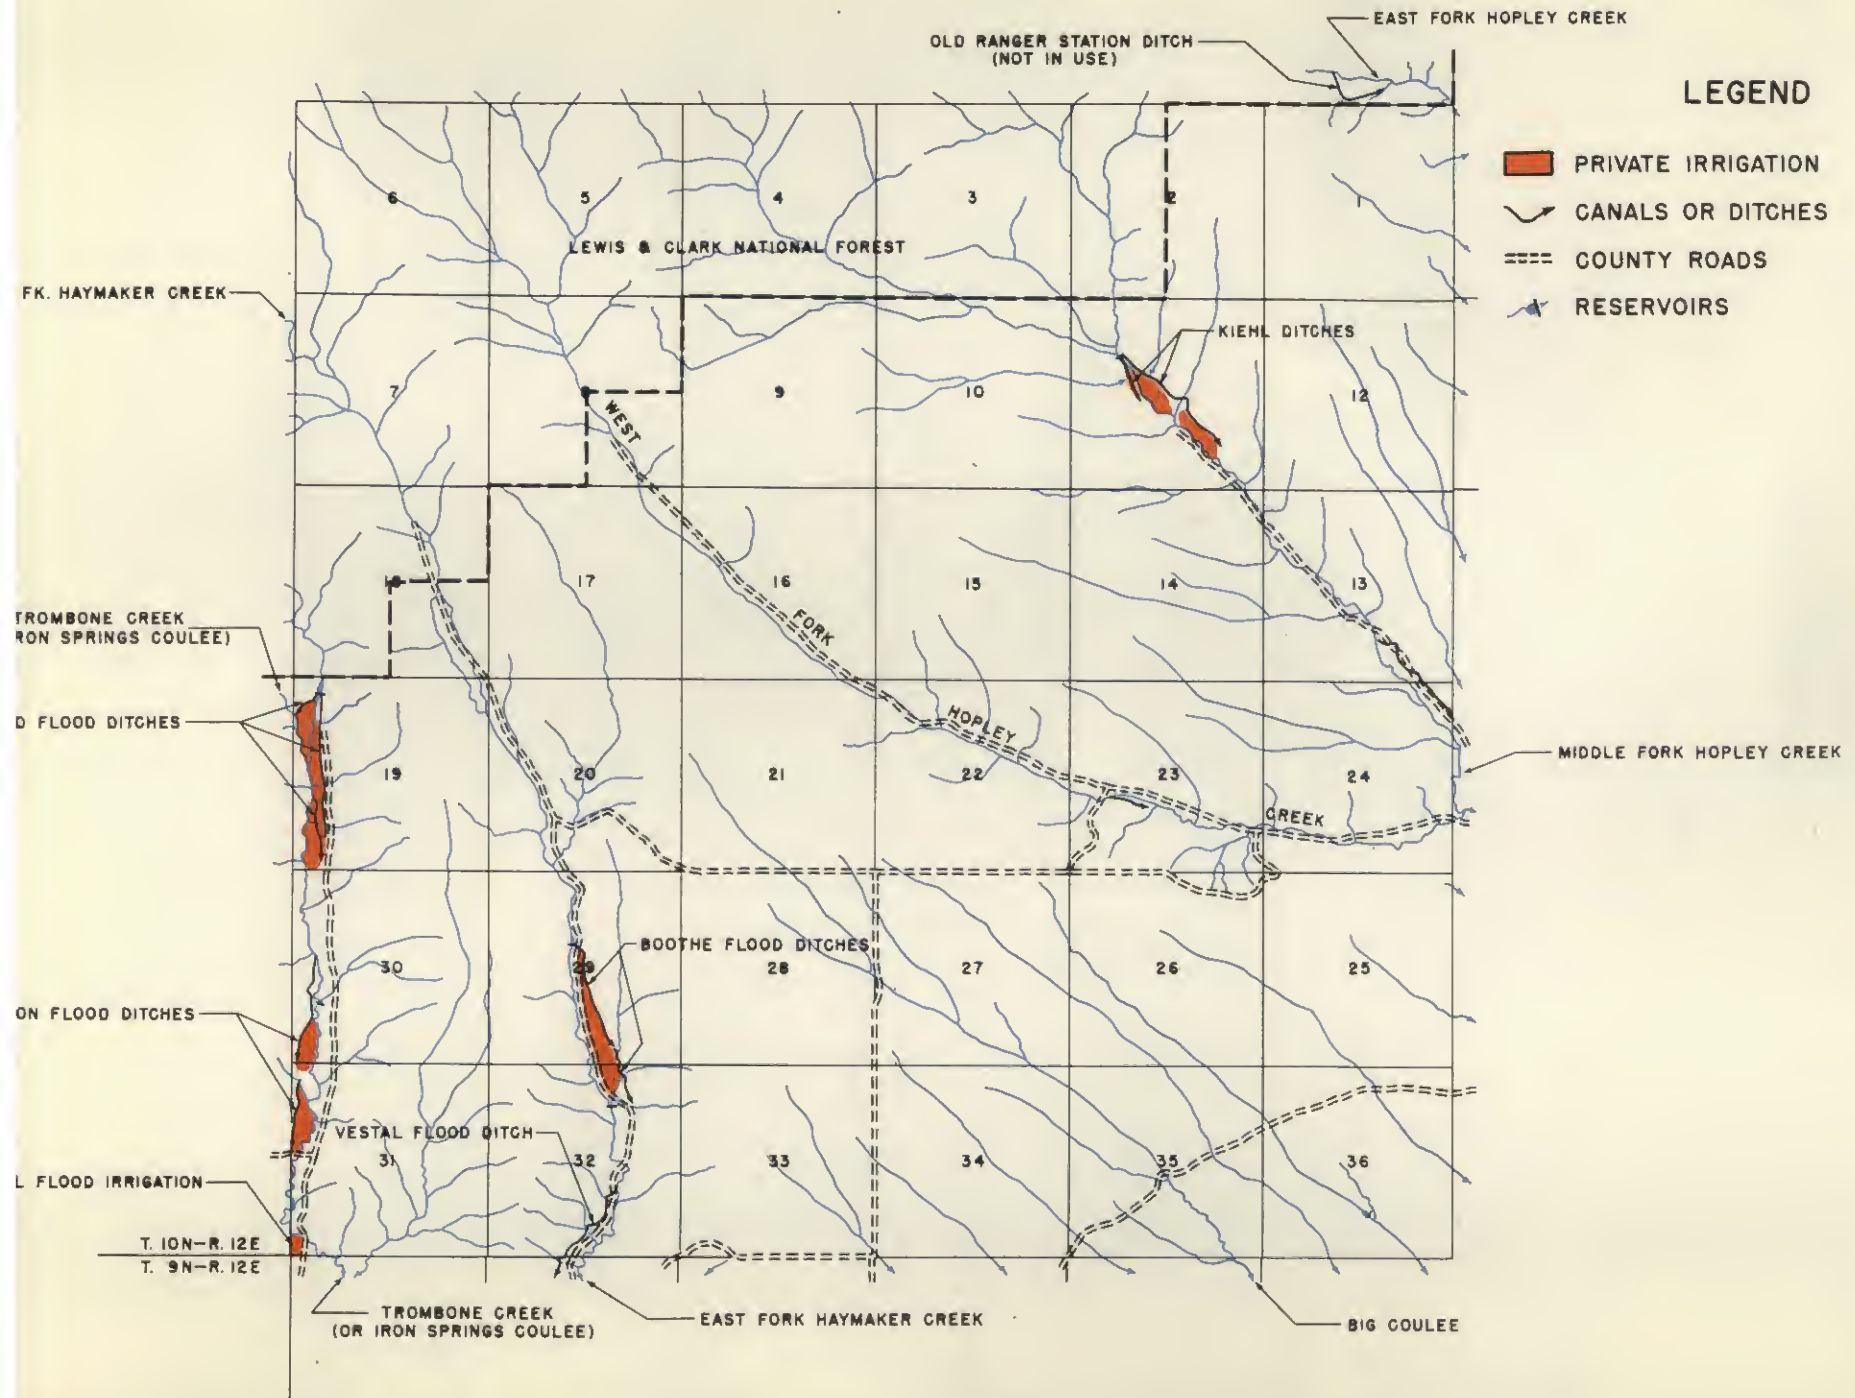 EAST FORK HOPLEY CREEK
OLD RANGER STATION DITCH
(NOT IN USE)
LEGEND
PRIVATE IRRIGATION
CANALS OR DITCHES
COUNTY ROADS
RESERVOIRS
6 5 4 3 2 1
LEWIS & CLARK NATIONAL FOREST
FK. HAYMAKER CREEK
KIEHL DITCHES
7 9 10 12
WEST
17 16 15 14 13
FORK
TROMBONE CREEK
RON SPRINGS COULEE)
D FLOOD DITCHES
HOPLEY
MIDDLE FORK HOPLEY CREEK
19 20 21 22 23 24
CREEK
BOOTHE FLOOD DITCHES
30 29 28 27 26 25
ON FLOOD DITCHES
VESTAL FLOOD DITCH
31 32 33 34 35 36
L FLOOD IRRIGATION
T. 10N-R. 12E
T. 9N-R. 12E
TROMBONE CREEK
(OR IRON SPRINGS COULEE)
EAST FORK HAYMAKER CREEK
BIG COULEE